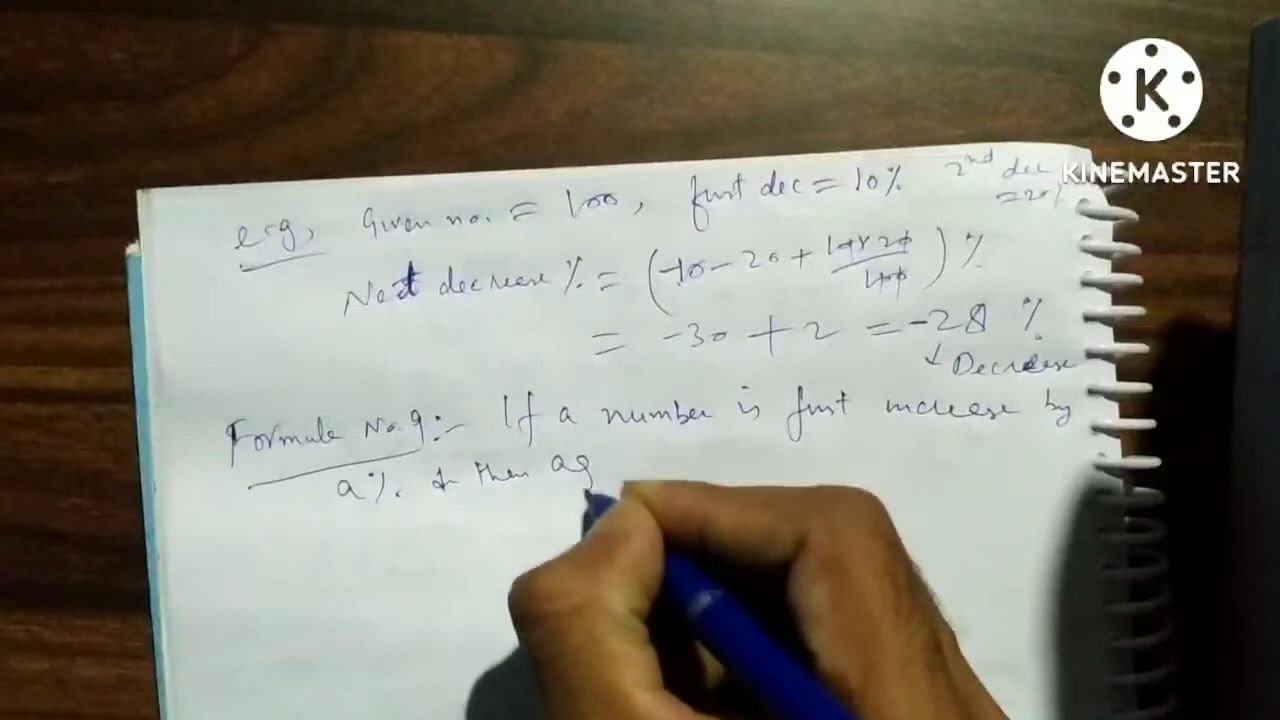 K
KINEMASTER
e.g, Given no. = 100, first dec = 10% 2nd dec = 20%
Net decrease % = (-10 - 20 + 10 x 20 / 100) %
= -30 + 2 = -28 %
↓ Decrease
Formula No. 9:- If a number is first increase by
a% & then ag